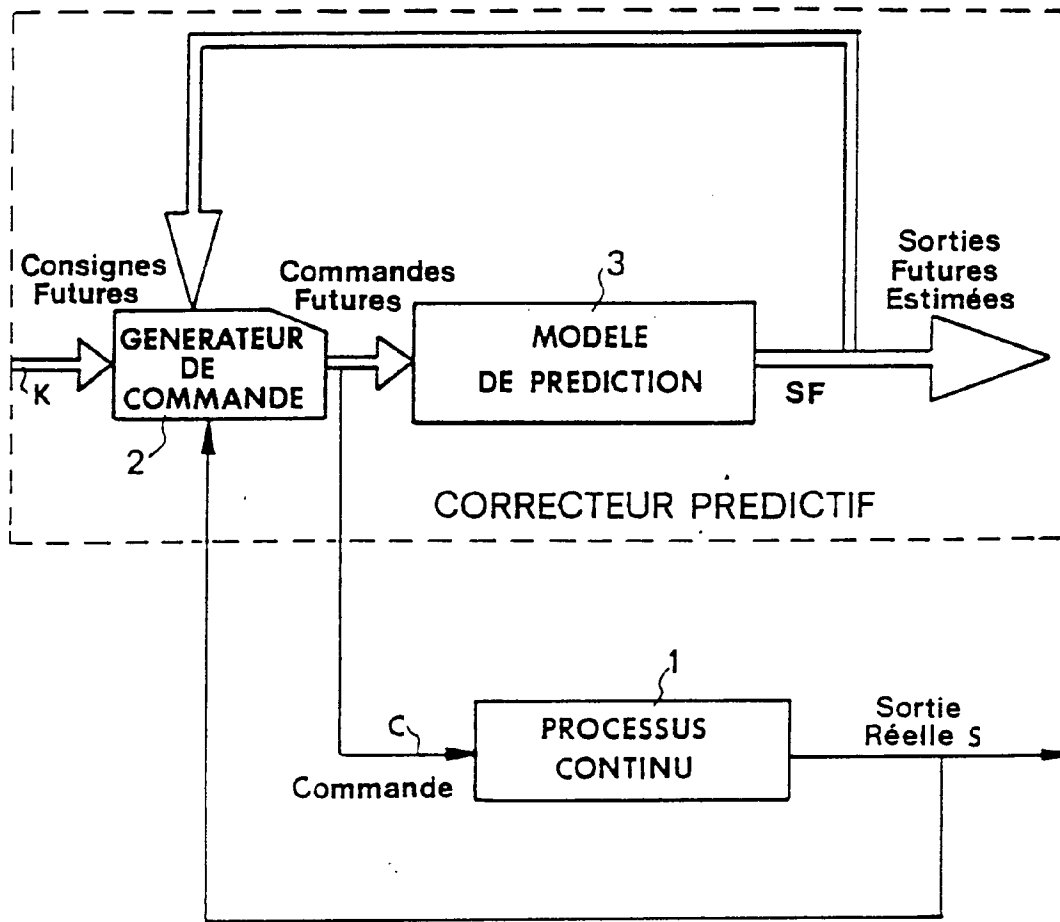 Consignes
Futures
K
GENERATEUR
DE
COMMANDE
2
Commandes
Futures
3
MODELE
DE PREDICTION
SF
Sorties
Futures
Estimées
CORRECTEUR PREDICTIF
C
Commande
1
PROCESSUS
CONTINU
Sortie
Réelle S